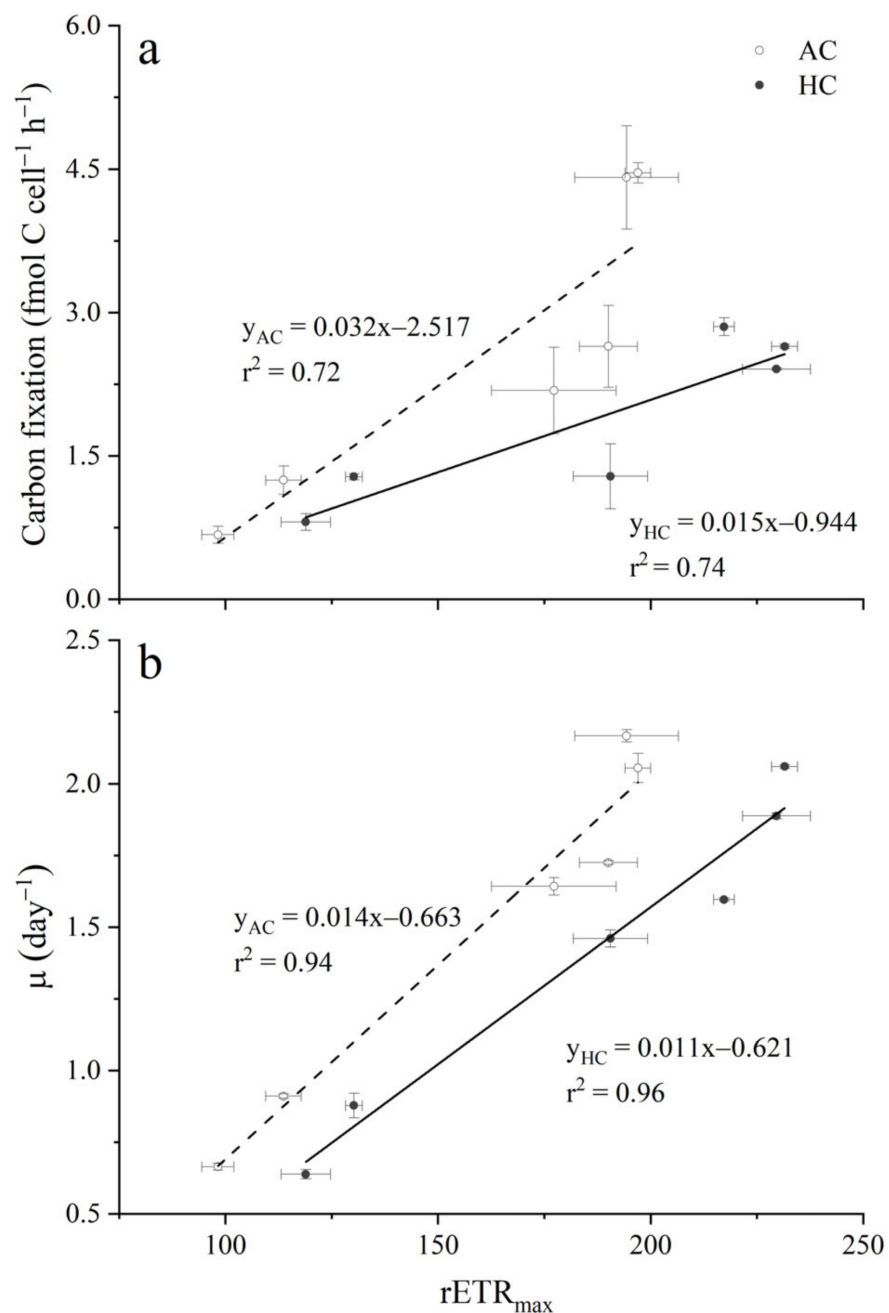 a
AC
HC
6.0
4.5
3.0
1.5
0.0
Carbon fixation (fmol C cell⁻¹ h⁻¹)
y_AC = 0.032x–2.517
r² = 0.72
y_HC = 0.015x–0.944
r² = 0.74
b
2.5
2.0
1.5
1.0
0.5
μ (day⁻¹)
y_AC = 0.014x–0.663
r² = 0.94
y_HC = 0.011x–0.621
r² = 0.96
100
150
200
250
rETR_max